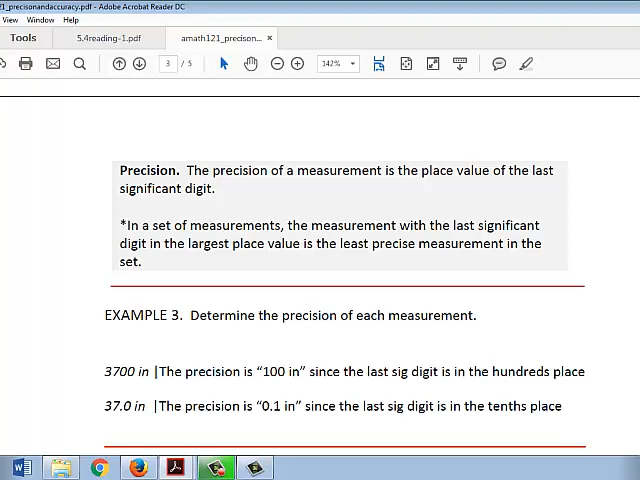 21_precisonandaccuracy.pdf - Adobe Acrobat Reader DC
View Window Help
Tools 5.4reading-1.pdf amath121_precison... ×
3 / 5 142%
Precision. The precision of a measurement is the place value of the last
significant digit.
*In a set of measurements, the measurement with the last significant
digit in the largest place value is the least precise measurement in the
set.
EXAMPLE 3. Determine the precision of each measurement.
3700 in |The precision is “100 in” since the last sig digit is in the hundreds place
37.0 in |The precision is “0.1 in” since the last sig digit is in the tenths place